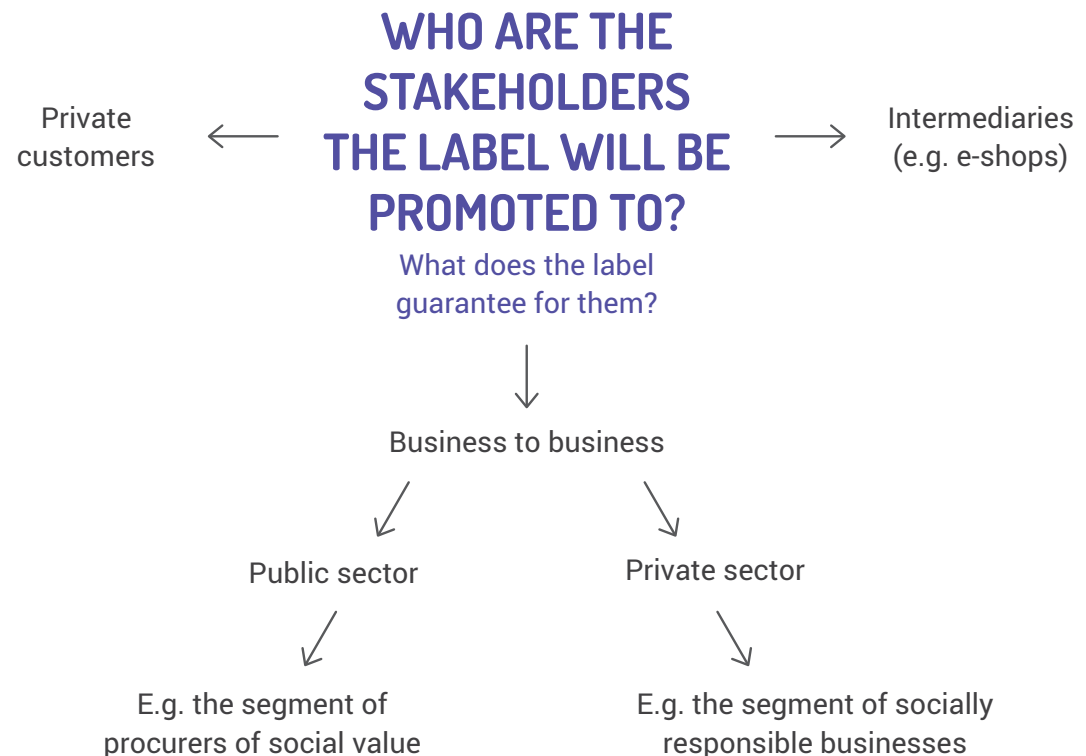 WHO ARE THE
STAKEHOLDERS
THE LABEL WILL BE
PROMOTED TO?
What does the label
guarantee for them?
Private
customers
Intermediaries
(e.g. e-shops)
Business to business
Public sector
Private sector
E.g. the segment of
procurers of social value
E.g. the segment of socially
responsible businesses